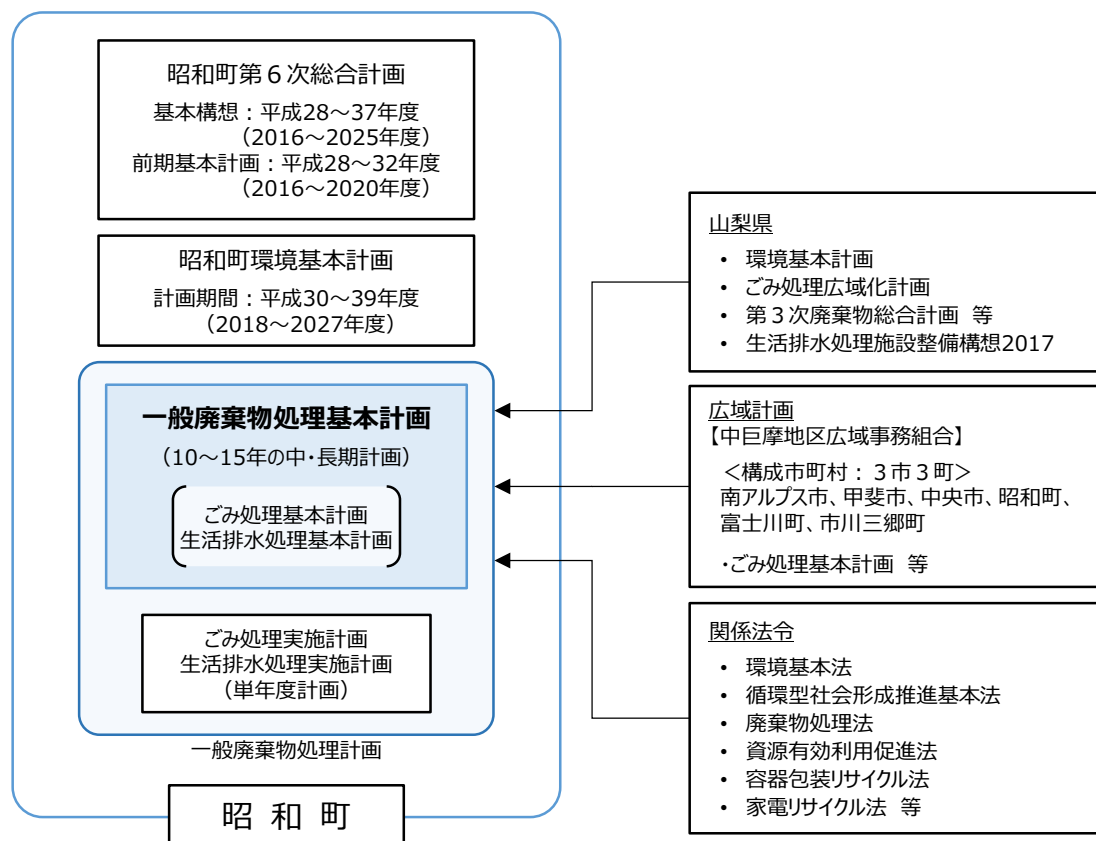 昭和町第６次総合計画
基本構想：平成28～37年度
（2016～2025年度）
前期基本計画：平成28～32年度
（2016～2020年度）
昭和町環境基本計画
計画期間：平成30～39年度
（2018～2027年度）
一般廃棄物処理基本計画
（10～15年の中・長期計画）
ごみ処理基本計画
生活排水処理基本計画
ごみ処理実施計画
生活排水処理実施計画
（単年度計画）
一般廃棄物処理計画
昭 和 町
山梨県
• 環境基本計画
• ごみ処理広域化計画
• 第３次廃棄物総合計画 等
• 生活排水処理施設整備構想2017
広域計画
【中巨摩地区広域事務組合】
＜構成市町村：３市３町＞
南アルプス市、甲斐市、中央市、昭和町、
富士川町、市川三郷町
・ごみ処理基本計画 等
関係法令
• 環境基本法
• 循環型社会形成推進基本法
• 廃棄物処理法
• 資源有効利用促進法
• 容器包装リサイクル法
• 家電リサイクル法 等